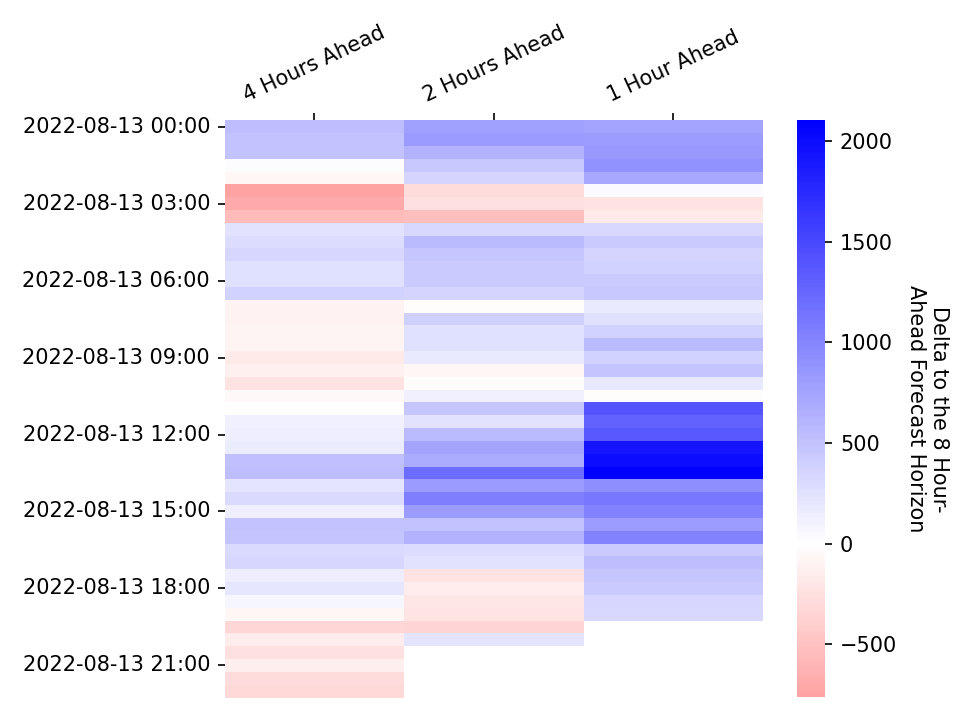 4 Hours Ahead
2 Hours Ahead
1 Hour Ahead
2022-08-13 00:00
2022-08-13 03:00
2022-08-13 06:00
2022-08-13 09:00
2022-08-13 12:00
2022-08-13 15:00
2022-08-13 18:00
2022-08-13 21:00
2000
1500
1000
500
0
−500
Delta to the 8 Hour-
Ahead Forecast Horizon